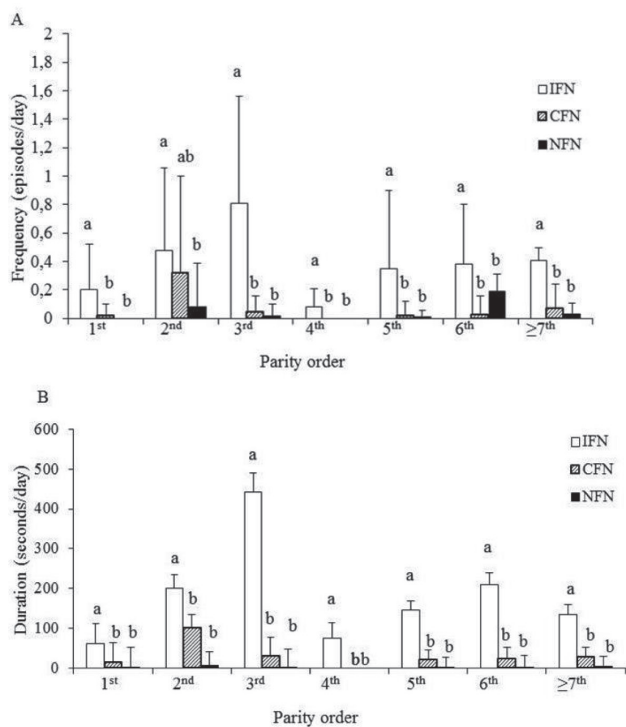 A
Frequency (episodes/day)
2
1,8
1,6
1,4
1,2
1
0,8
0,6
0,4
0,2
0
a b b
a ab b
a b b
a b b
a b b
a b b
a b b
IFN
CFN
NFN
1st 2nd 3rd 4th 5th 6th ≥7th
Parity order
B
Duration (seconds/day)
600
500
400
300
200
100
0
a b b
a b b
a b b
a bb
a b b
a b b
a b b
IFN
CFN
NFN
1st 2nd 3rd 4th 5th 6th ≥7th
Parity order